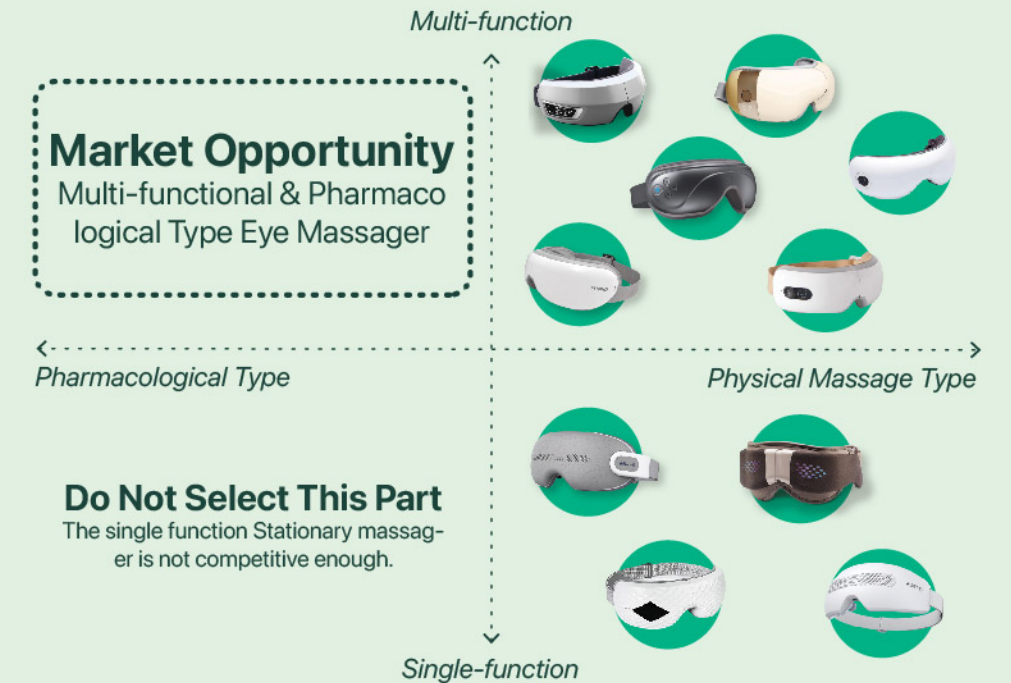 Multi-function
Market Opportunity
Multi-functional & Pharmaco
logical Type Eye Massager
Pharmacological Type
Physical Massage Type
Do Not Select This Part
The single function Stationary massag-
er is not competitive enough.
Single-function